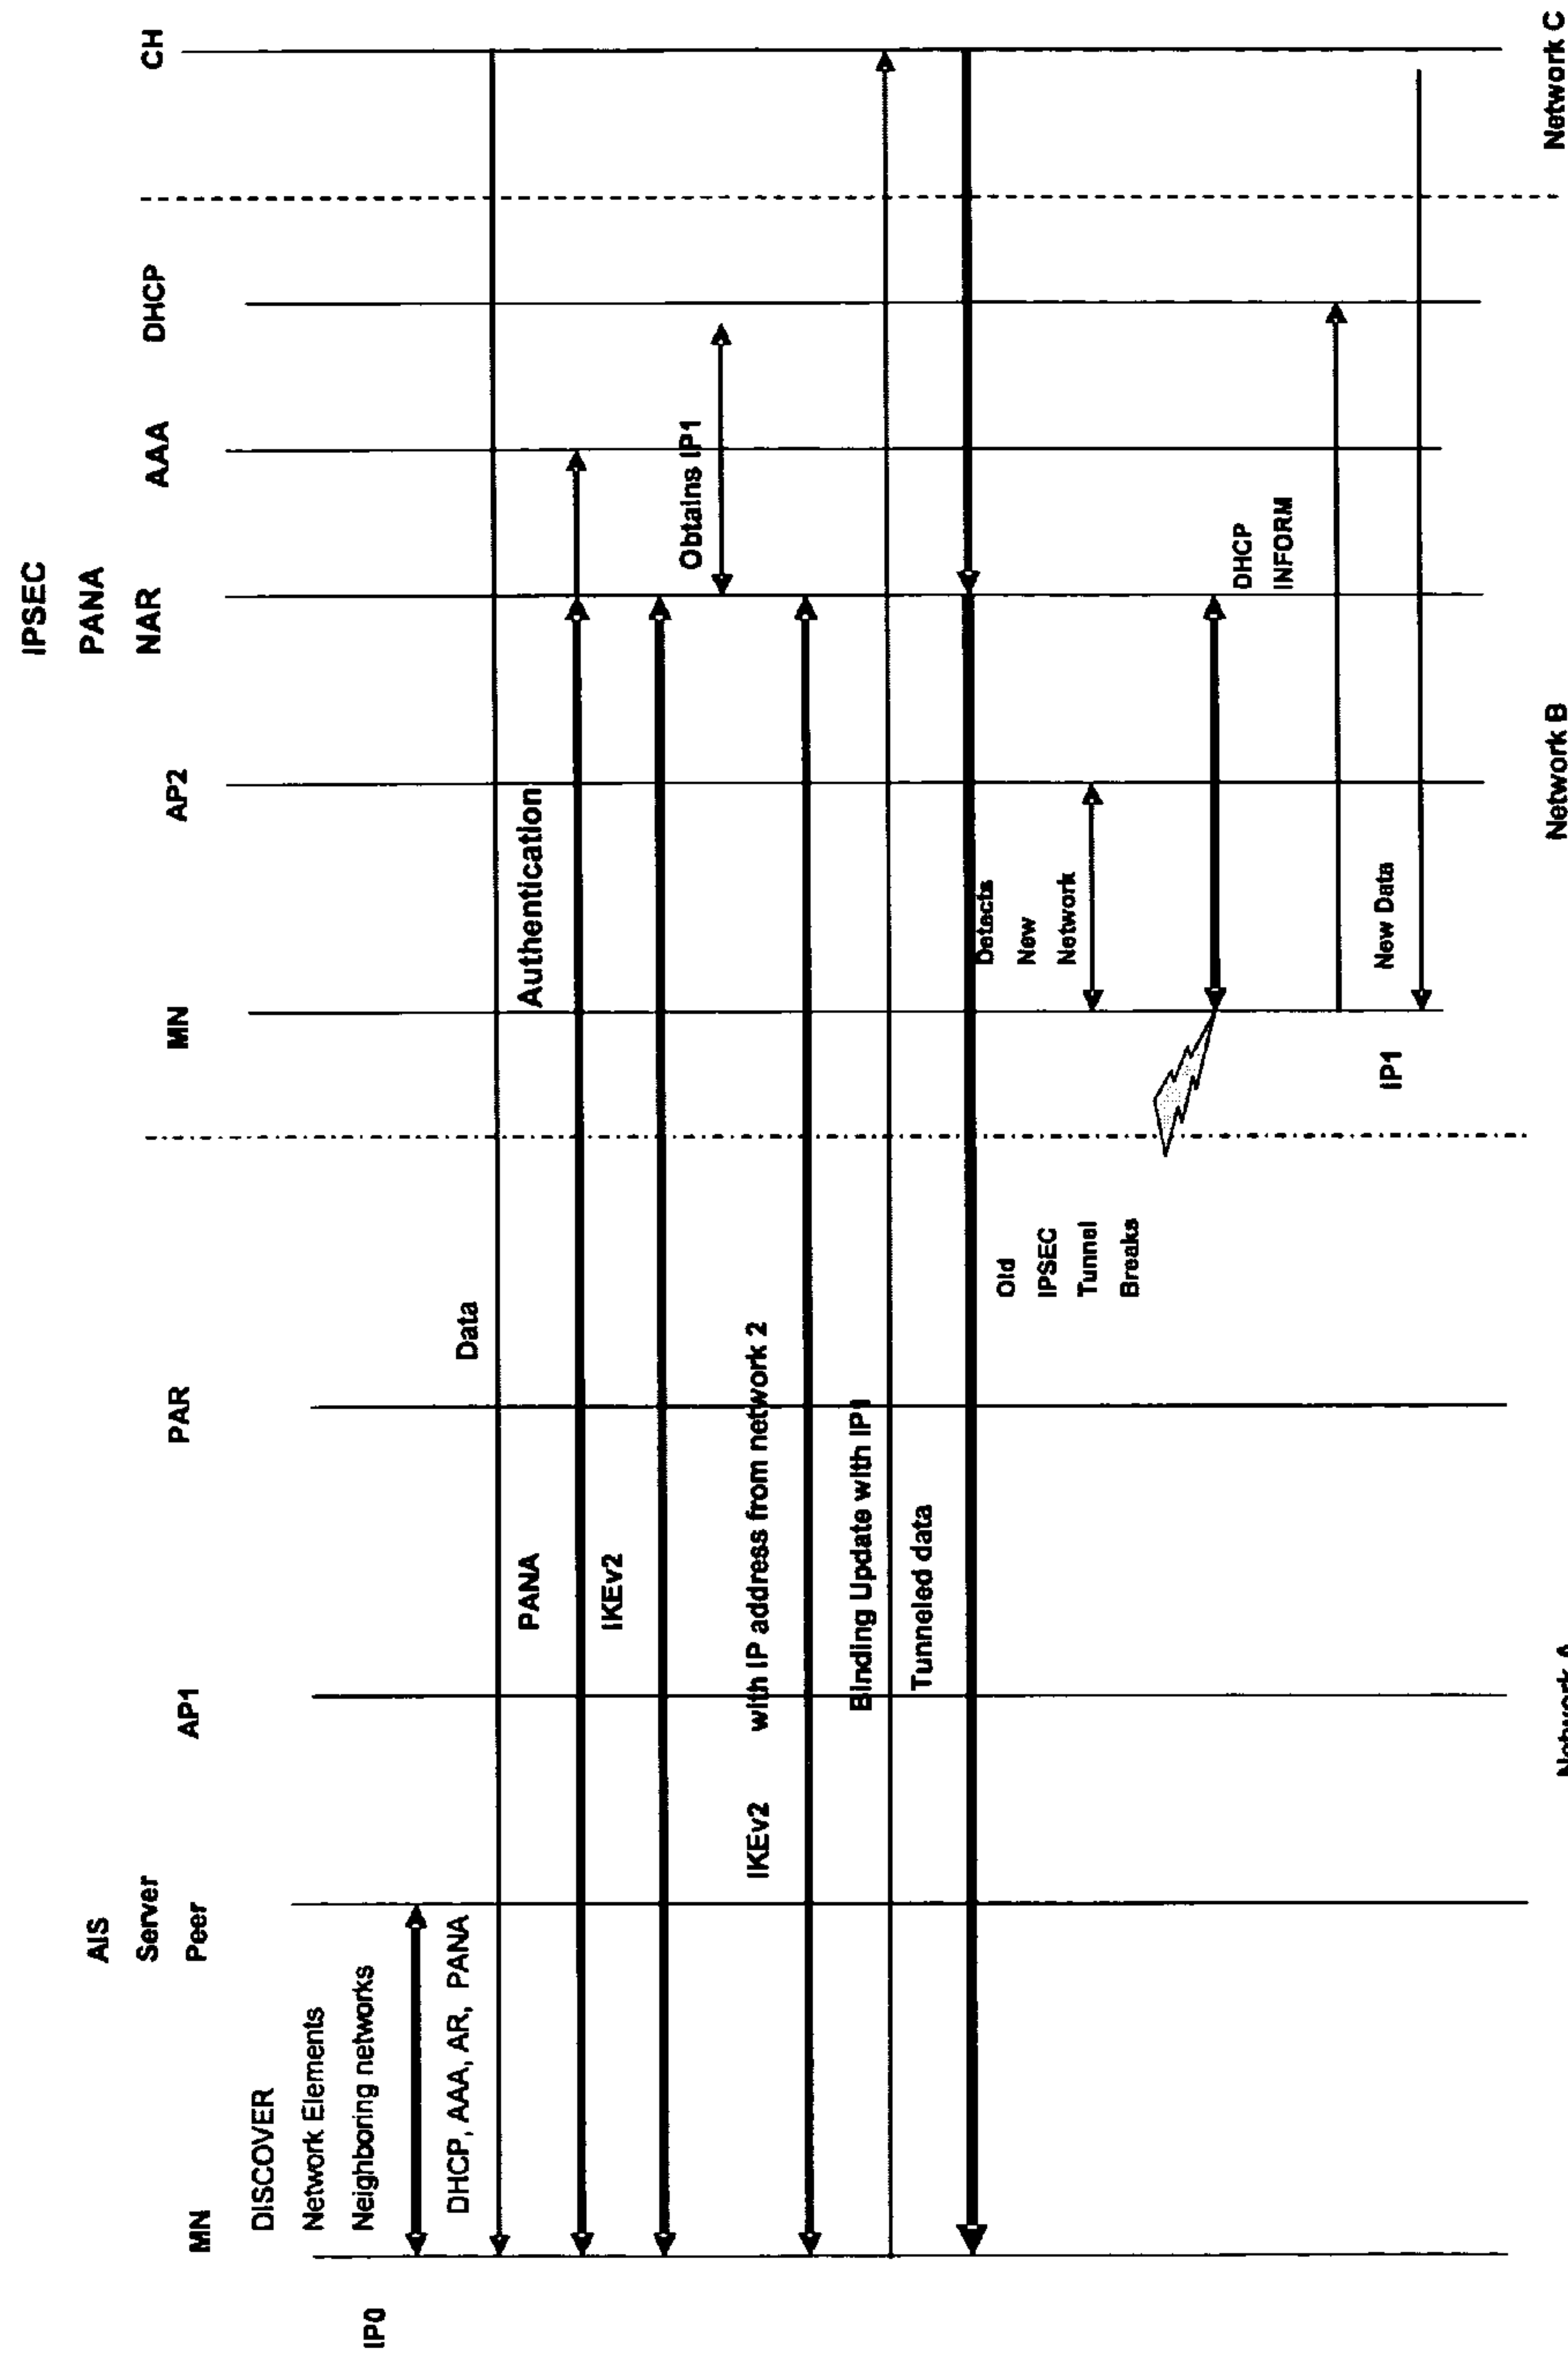 IPSEC
PANA
NAR
AIS
Server
Peer
MN
AP1
PAR
MN
AP2
AAA
DHCP
CH
DISCOVER
Network Elements
Neighboring networks
IP0
DHCP, AAA, AR, PANA
Data
PANA
Authentication
IKEv2
Obtains IP1
IKEv2
with IP address from network 2
Binding Update with IP1
Tunneled data
Detects
New
Network
Old
IPSEC
Tunnel
Breaks
DHCP
INFORM
New Data
IP1
Network A
Network B
Network C